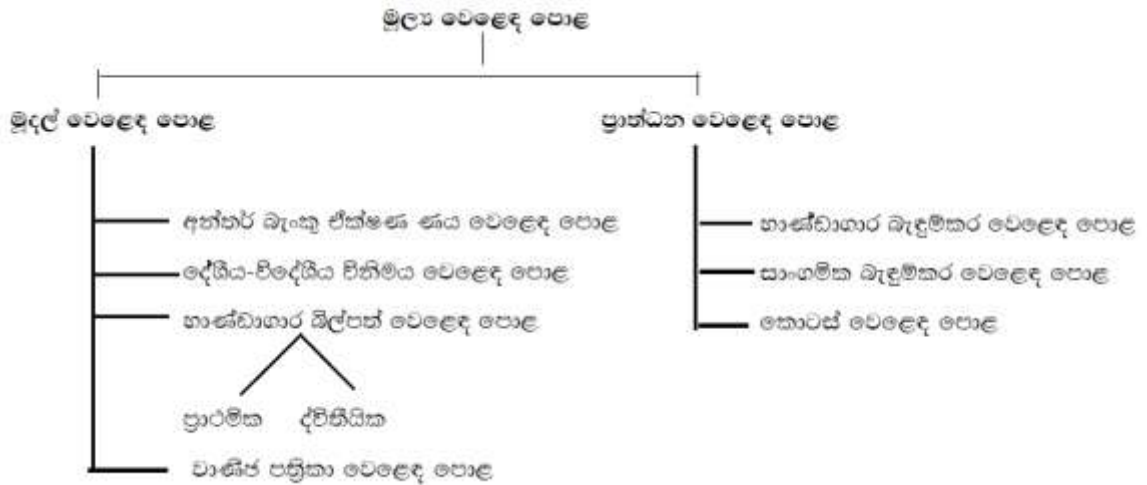 මූල්‍ය වෙළෙඳ පොළ
මුදල් වෙළෙඳ පොළ
ප්‍රාග්ධන වෙළෙඳ පොළ
අන්තර් බැංකු ඒක්ෂණ ණය වෙළෙඳ පොළ
භාණ්ඩාගාර බැඳුම්කර වෙළෙඳ පොළ
දේශීය-විදේශීය විනිමය වෙළෙඳ පොළ
සාංගමික බැඳුම්කර වෙළෙඳ පොළ
භාණ්ඩාගාර බිල්පත් වෙළෙඳ පොළ
කොටස් වෙළෙඳ පොළ
ප්‍රාථමික ද්විතීයික
වාණිජ පත්‍රිකා වෙළෙඳ පොළ